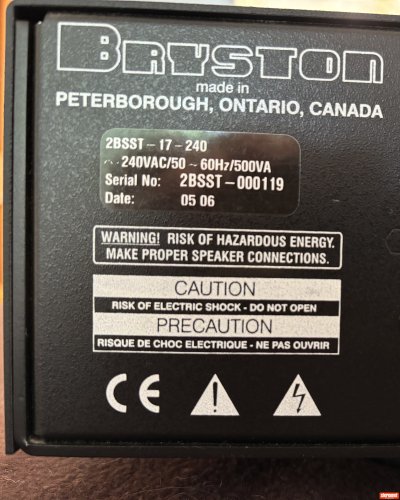 BRYSTON
made in
PETERBOROUGH, ONTARIO, CANADA
2BSST-17-240
~ 240VAC/50 ~ 60Hz/500VA
Serial No: 2BSST-000119
Date: 05 06
WARNING! RISK OF HAZARDOUS ENERGY.
MAKE PROPER SPEAKER CONNECTIONS.
CAUTION
RISK OF ELECTRIC SHOCK - DO NOT OPEN
PRECAUTION
RISQUE DE CHOC ELECTRIQUE - NE PAS OUVRIR
CE